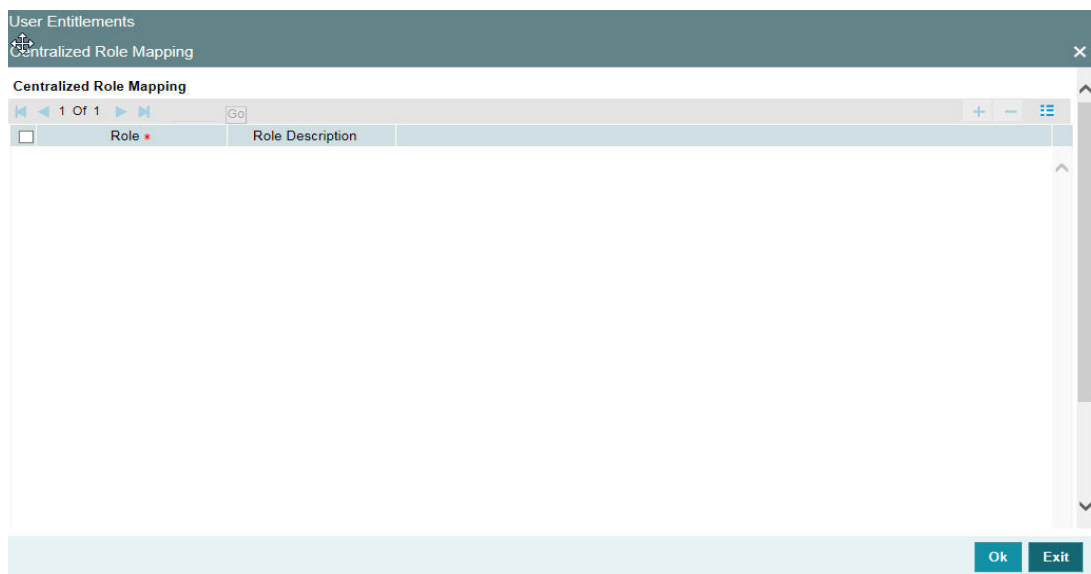 User Entitlements
Centralized Role Mapping
Centralized Role Mapping
1 Of 1 Go
Role * Role Description
Ok Exit